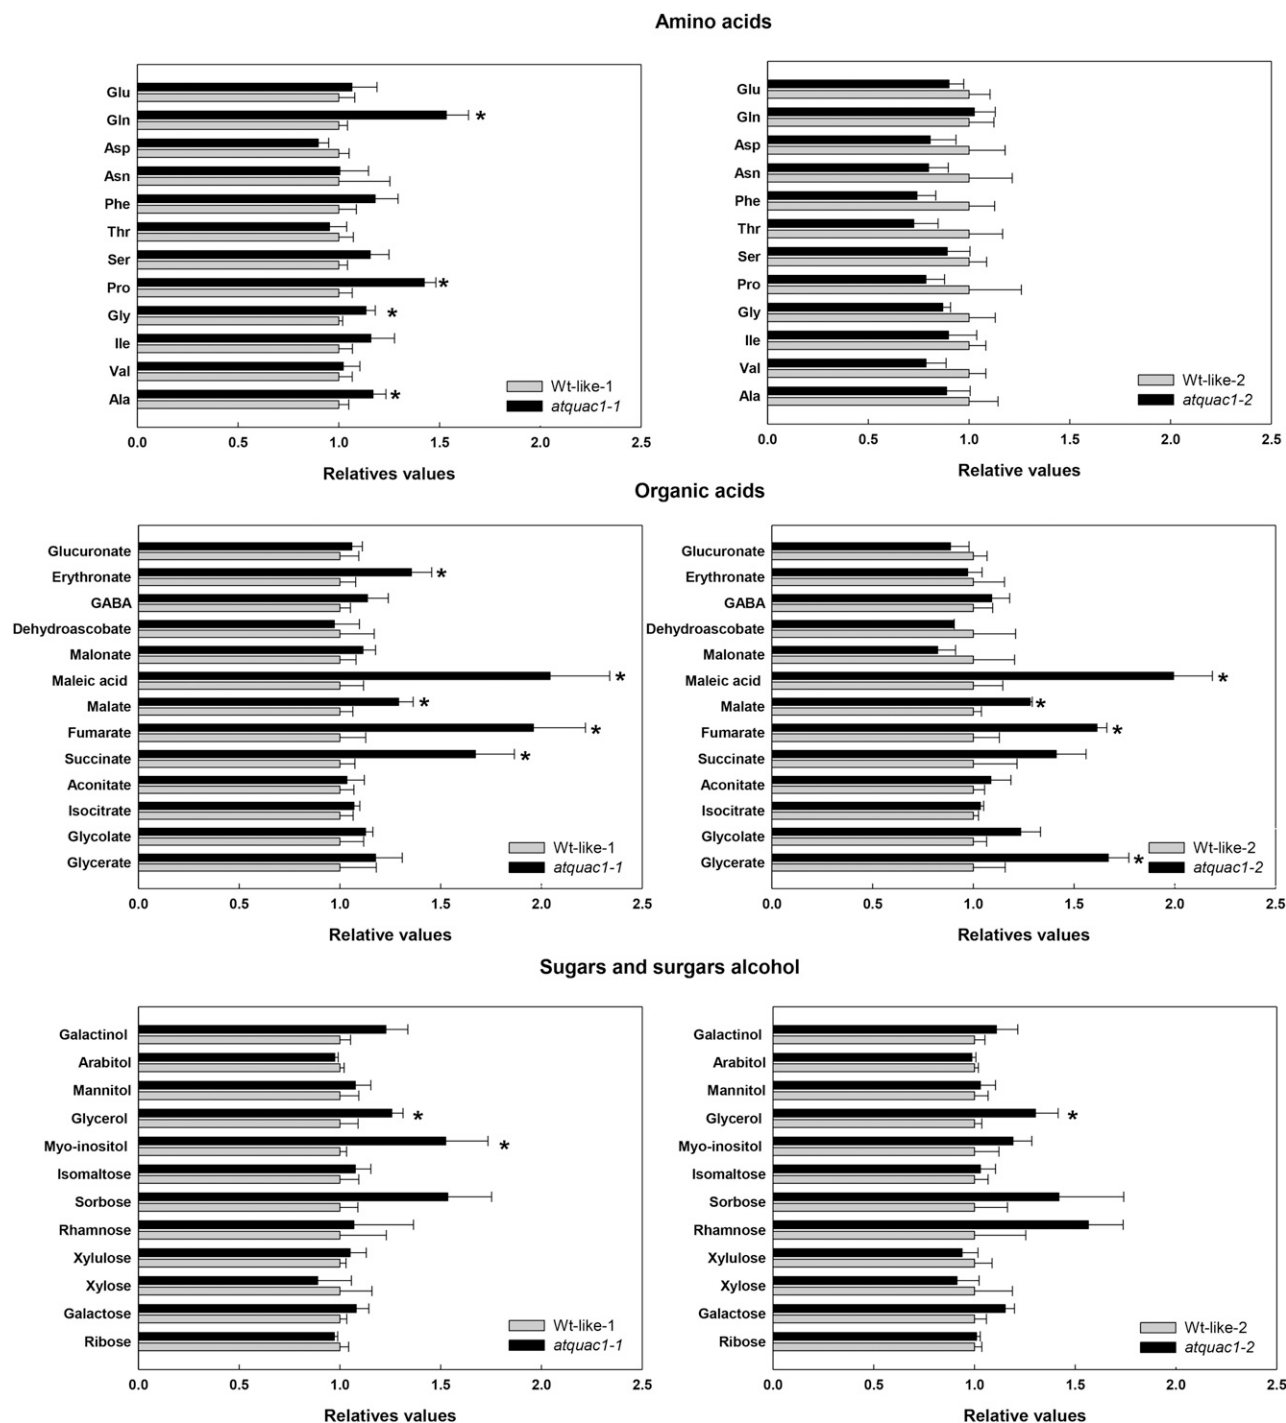 Amino acids
Glu
Gln
*
Asp
Asn
Phe
Thr
Ser
Pro
*
Gly
*
Ile
Val
Ala
*
Wt-like-1
atquac1-1
0.0 0.5 1.0 1.5 2.0 2.5
Relatives values
Glu
Gln
Asp
Asn
Phe
Thr
Ser
Pro
Gly
Ile
Val
Ala
Wt-like-2
atquac1-2
0.0 0.5 1.0 1.5 2.0 2.5
Relative values
Organic acids
Glucuronate
Erythronate
*
GABA
Dehydroascobate
Malonate
Maleic acid
*
Malate
*
Fumarate
*
Succinate
*
Aconitate
Isocitrate
Glycolate
Glycerate
Wt-like-1
atquac1-1
0.0 0.5 1.0 1.5 2.0 2.5
Relative values
Glucuronate
Erythronate
GABA
Dehydroascobate
Malonate
Maleic acid
*
Malate
*
Fumarate
*
Succinate
Aconitate
Isocitrate
Glycolate
Glycerate
*
Wt-like-2
atquac1-2
0.0 0.5 1.0 1.5 2.0 2.5
Relatives values
Sugars and surgars alcohol
Galactinol
Arabitol
Mannitol
Glycerol
*
Myo-inositol
*
Isomaltose
Sorbose
Rhamnose
Xylulose
Xylose
Galactose
Ribose
Wt-like-1
atquac1-1
0.0 0.5 1.0 1.5 2.0 2.5
Relatives values
Galactinol
Arabitol
Mannitol
Glycerol
*
Myo-inositol
Isomaltose
Sorbose
Rhamnose
Xylulose
Xylose
Galactose
Ribose
Wt-like-2
atquac1-2
0.0 0.5 1.0 1.5 2.0 2.5
Relative values